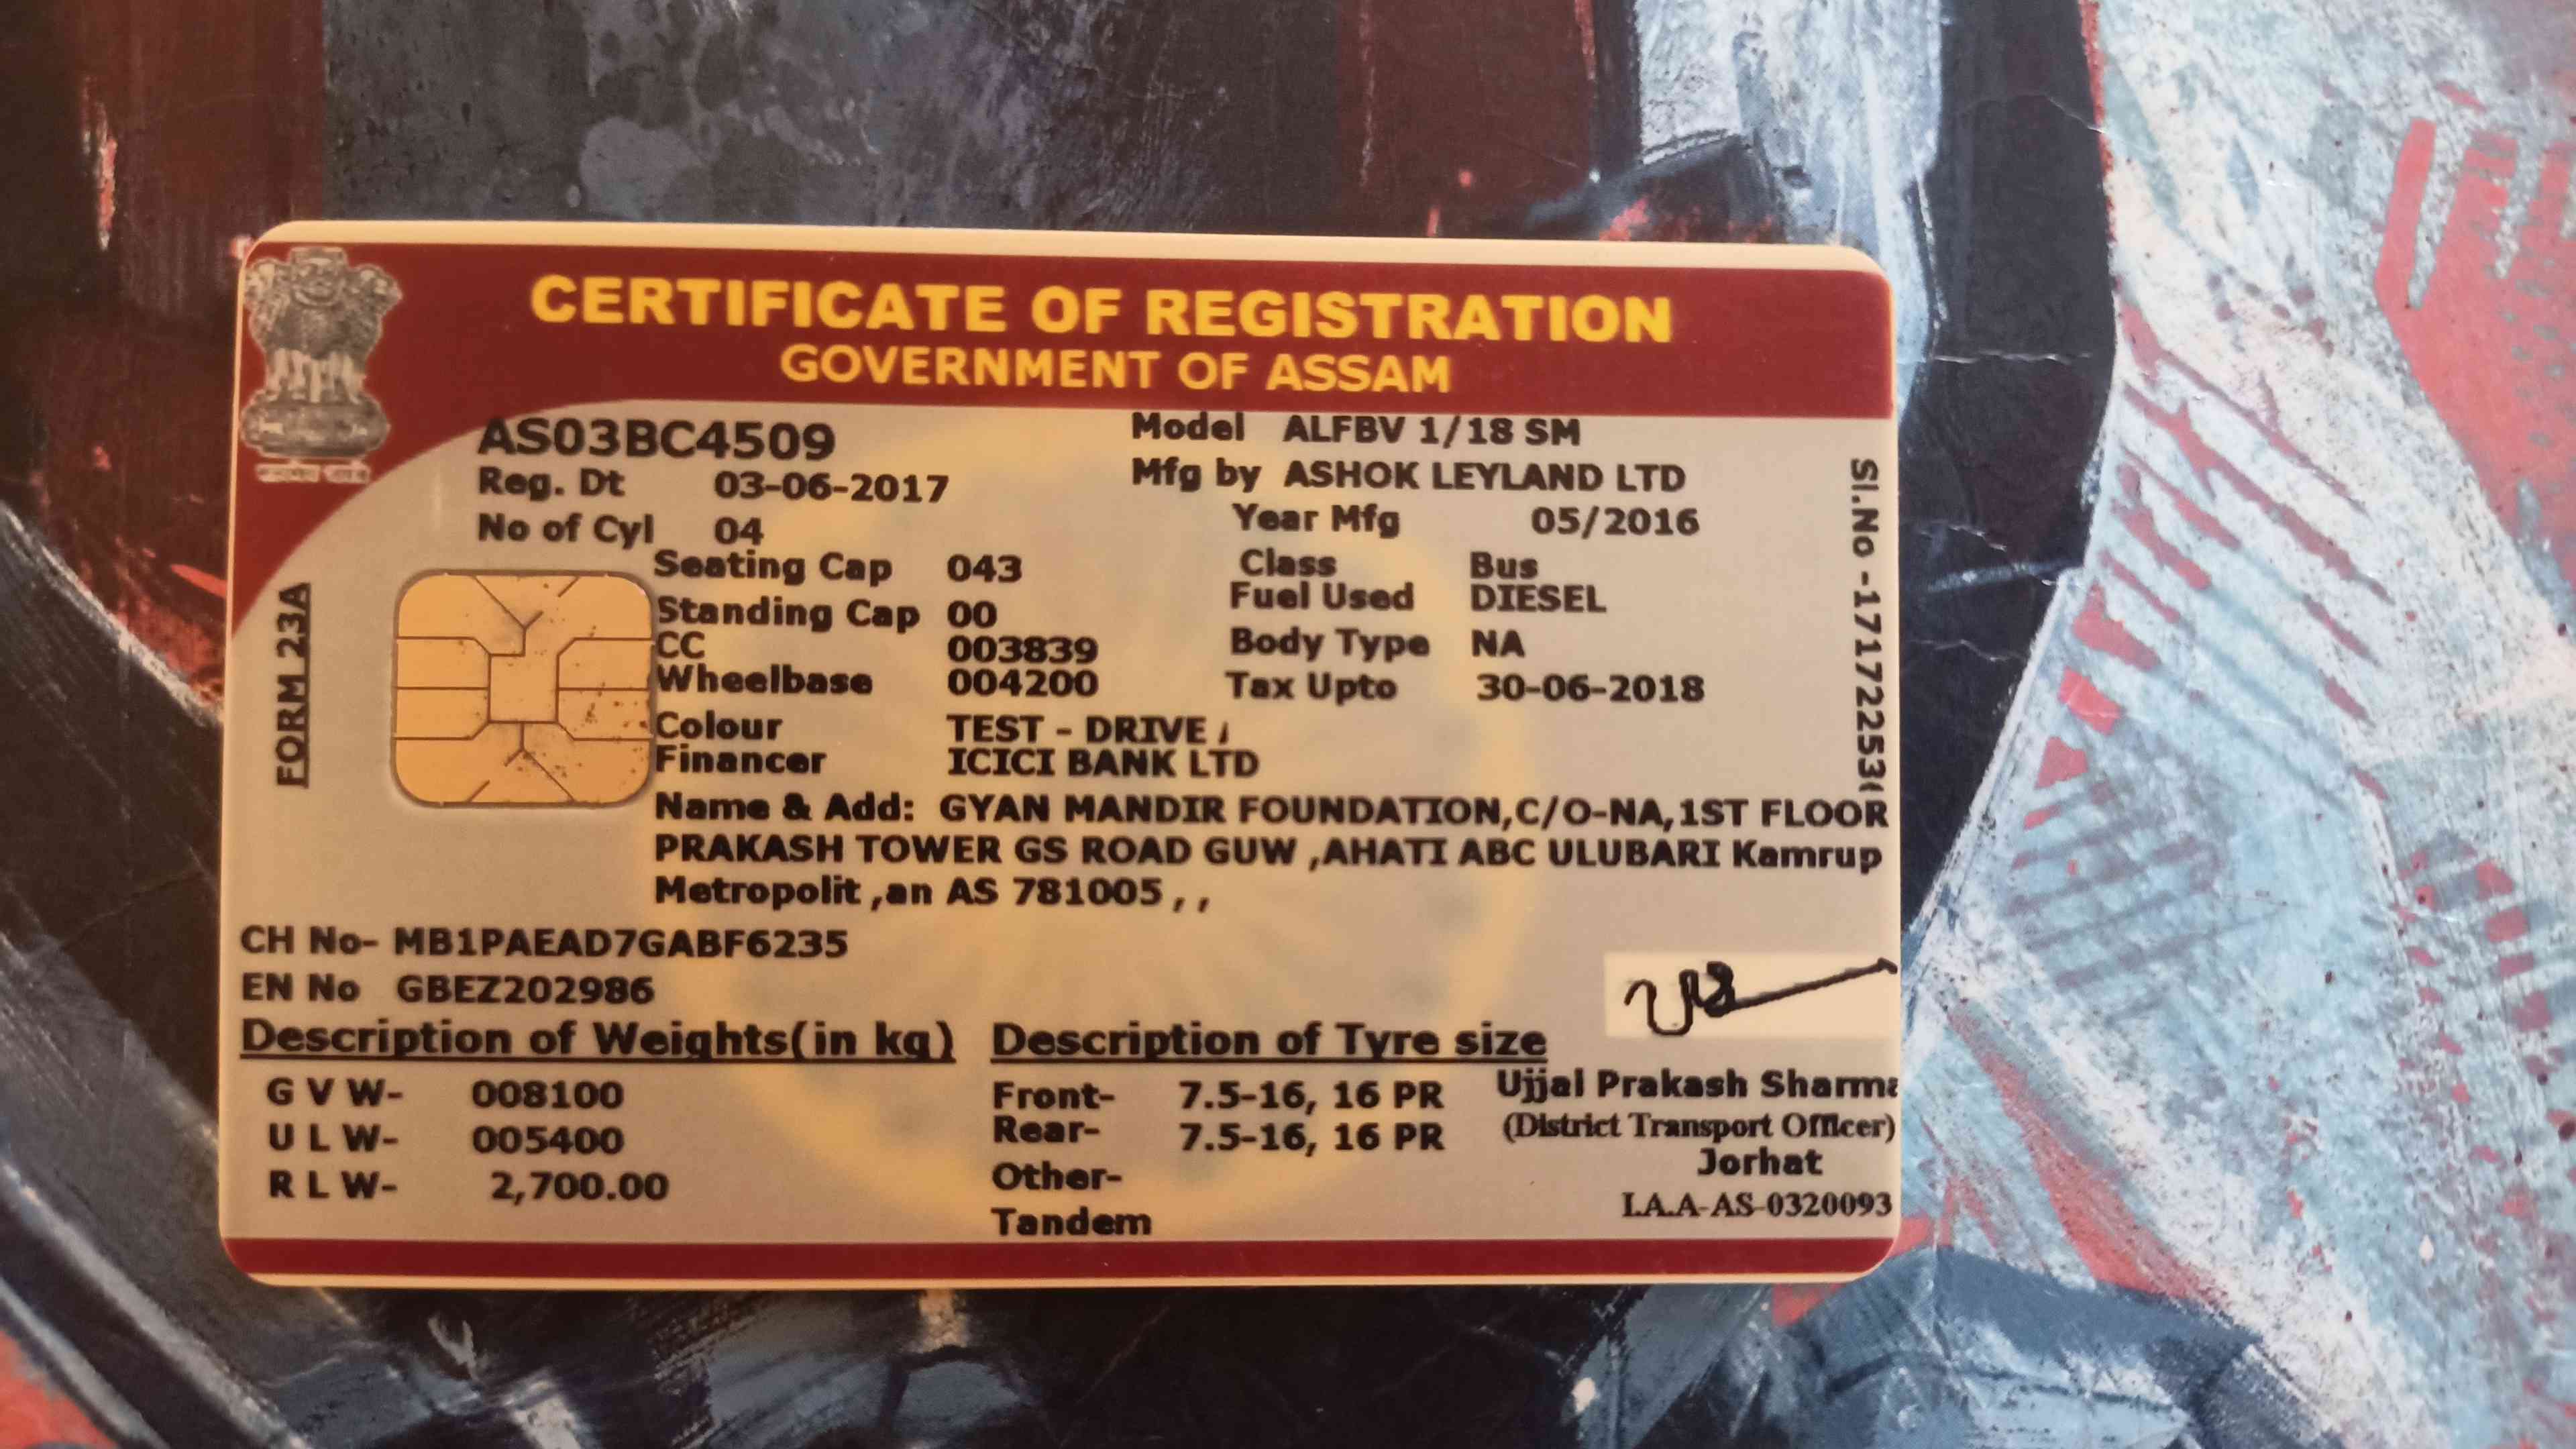 CERTIFICATE OF REGISTRATION
GOVERNMENT OF ASSAM
AS03BC4509
Model ALFBV 1/18 SM
Reg. Dt 03-06-2017
Mfg by ASHOK LEYLAND LTD
No of Cyl 04
Year Mfg 05/2016
Seating Cap 043
Class Bus
Standing Cap 00
Fuel Used DIESEL
CC 003839
Body Type NA
Wheelbase 004200
Tax Upto 30-06-2018
Colour TEST - DRIVE
Financer ICICI BANK LTD
Name & Add: GYAN MANDIR FOUNDATION,C/O-NA,1ST FLOOR
PRAKASH TOWER GS ROAD GUW ,AHATI ABC ULUBARI Kamrup
Metropolit ,an AS 781005 , ,
FORM 23A
Sl.No -17172253
CH No- MB1PAEAD7GABF6235
EN No GBEZ202986
Description of Weights(in kg)
G V W- 008100
U L W- 005400
R L W- 2,700.00
Description of Tyre size
Front- 7.5-16, 16 PR
Rear- 7.5-16, 16 PR
Other-
Tandem
Ujjal Prakash Sharma
(District Transport Officer)
Jorhat
I.A.A-AS-0320093